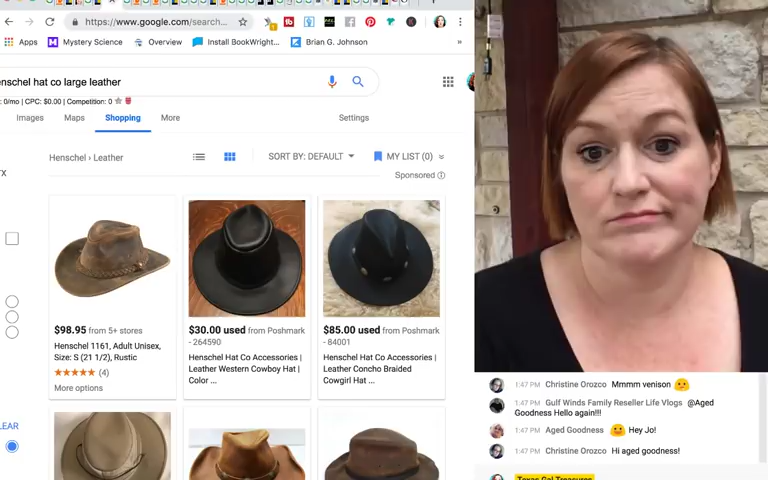 https://www.google.com/search...
Apps
Mystery Science
Overview
Install BookWright...
Brian G. Johnson
»
enschel hat co large leather
: 0/mo | CPC: $0.00 | Competition: 0
Images
Maps
Shopping
More
Settings
Henschel › Leather
SORT BY: DEFAULT
MY LIST (0)
Sponsored
$98.95 from 5+ stores
Henschel 1161, Adult Unisex,
Size: S (21 1/2), Rustic
(4)
More options
$30.00 used from Poshmark
- 264590
Henschel Hat Co Accessories |
Leather Western Cowboy Hat |
Color ...
$85.00 used from Poshmark
- 84001
Henschel Hat Co Accessories |
Leather Concho Braided
Cowgirl Hat ...
LEAR
1:47 PM Christine Orozco Mmmm venison
1:47 PM Gulf Winds Family Reseller Life Vlogs @Aged
Goodness Hello again!!!
1:47 PM Aged Goodness Hey Jo!
1:47 PM Christine Orozco Hi aged goodness!
Texas Gal Treasures